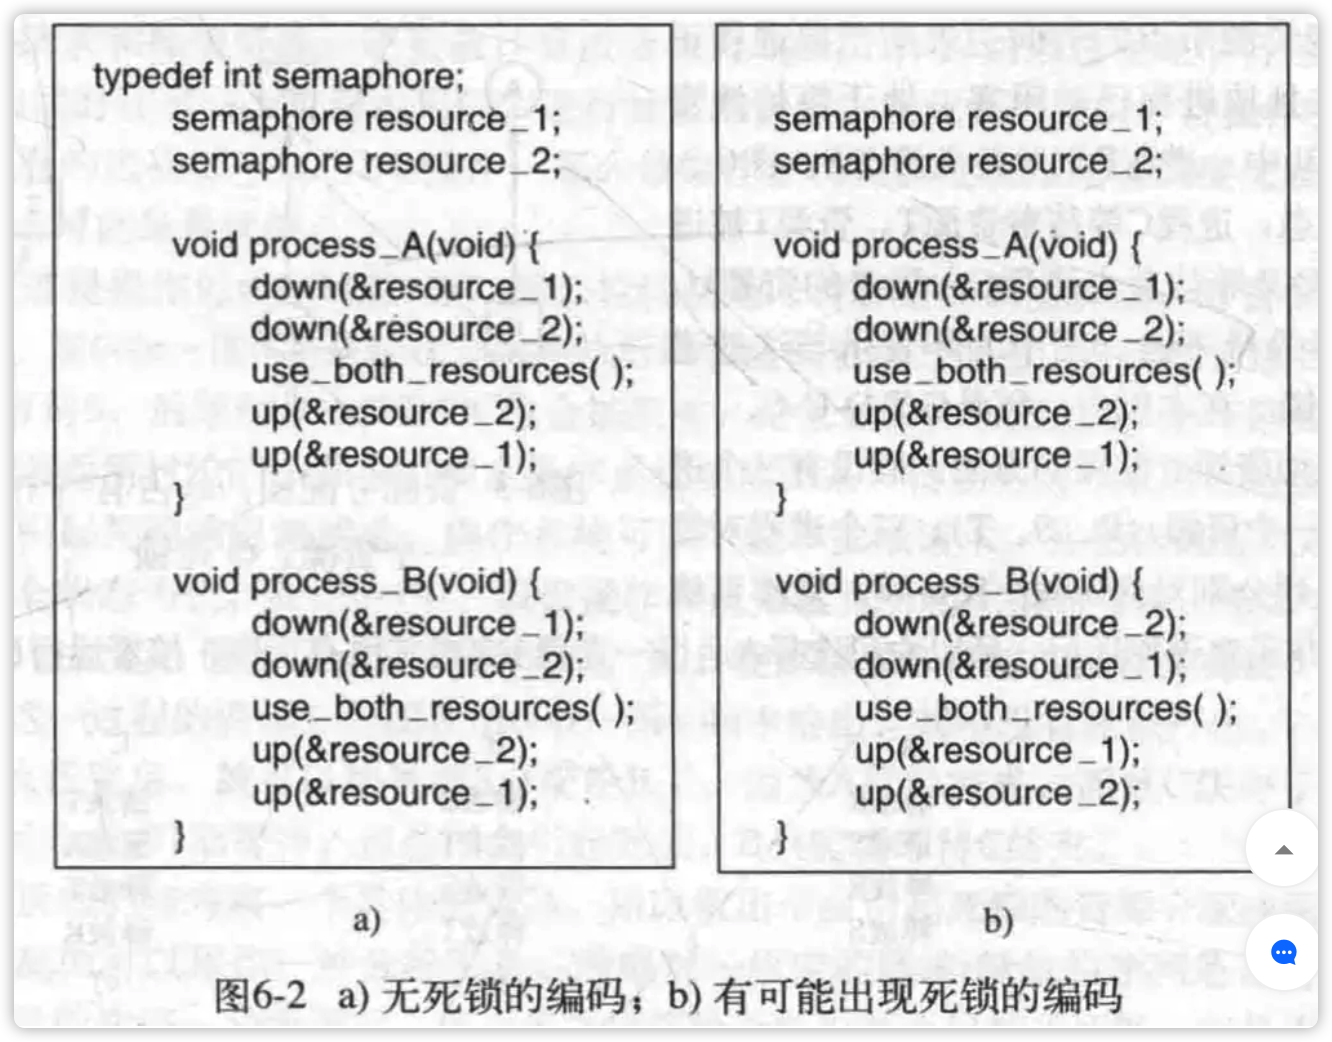 typedef int semaphore;
semaphore resource_1;
semaphore resource_2;
void process_A(void) {
down(&resource_1);
down(&resource_2);
use_both_resources( );
up(&resource_2);
up(&resource_1);
}
void process_B(void) {
down(&resource_1);
down(&resource_2);
use_both_resources( );
up(&resource_2);
up(&resource_1);
}
a)
semaphore resource_1;
semaphore resource_2;
void process_A(void) {
down(&resource_1);
down(&resource_2);
use_both_resources( );
up(&resource_2);
up(&resource_1);
}
void process_B(void) {
down(&resource_2);
down(&resource_1);
use_both_resources( );
up(&resource_1);
up(&resource_2);
}
b)
图6-2 a) 无死锁的编码；b) 有可能出现死锁的编码